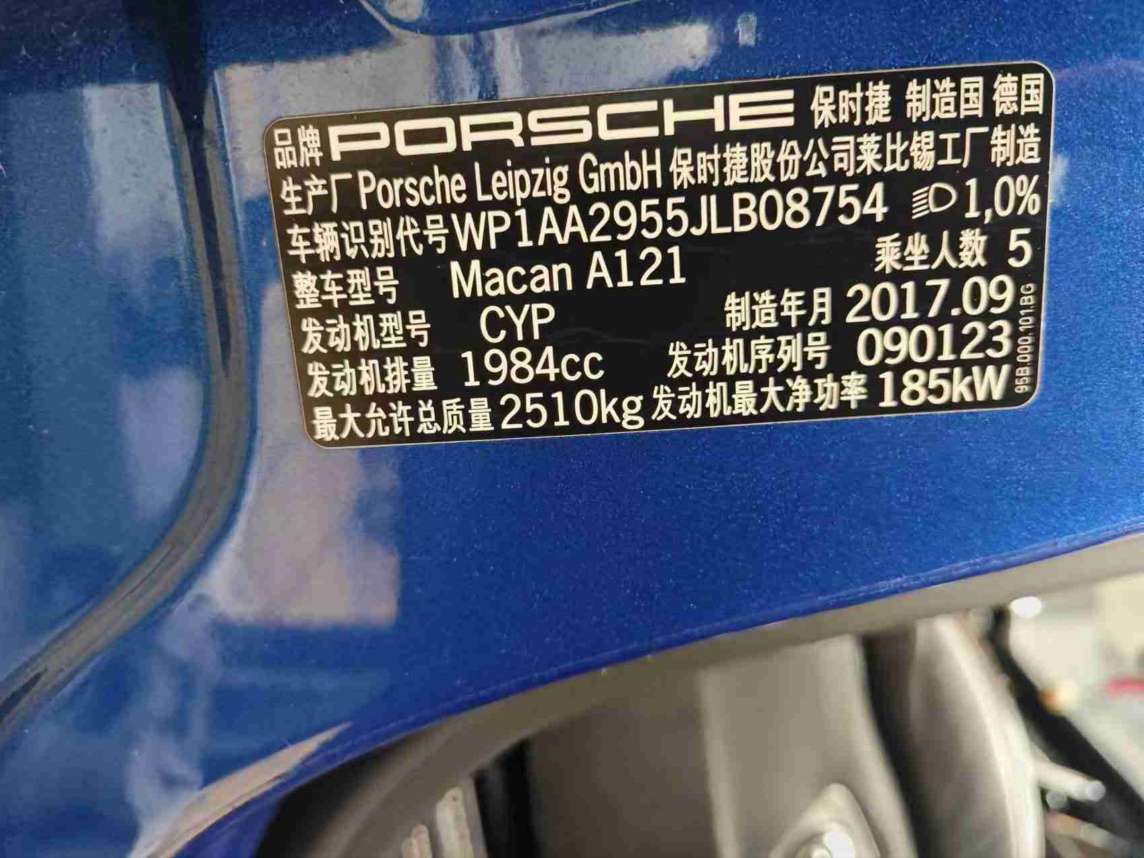 品牌 PORSCHE 保时捷 制造国 德国
生产厂 Porsche Leipzig GmbH 保时捷股份公司莱比锡工厂制造
车辆识别代号 WP1AA2955JLB08754 1,0%
整车型号 Macan A121 乘坐人数 5
发动机型号 CYP 制造年月 2017.09
发动机排量 1984cc 发动机序列号 090123
最大允许总质量 2510kg 发动机最大净功率 185kW
95B.000.101.BG